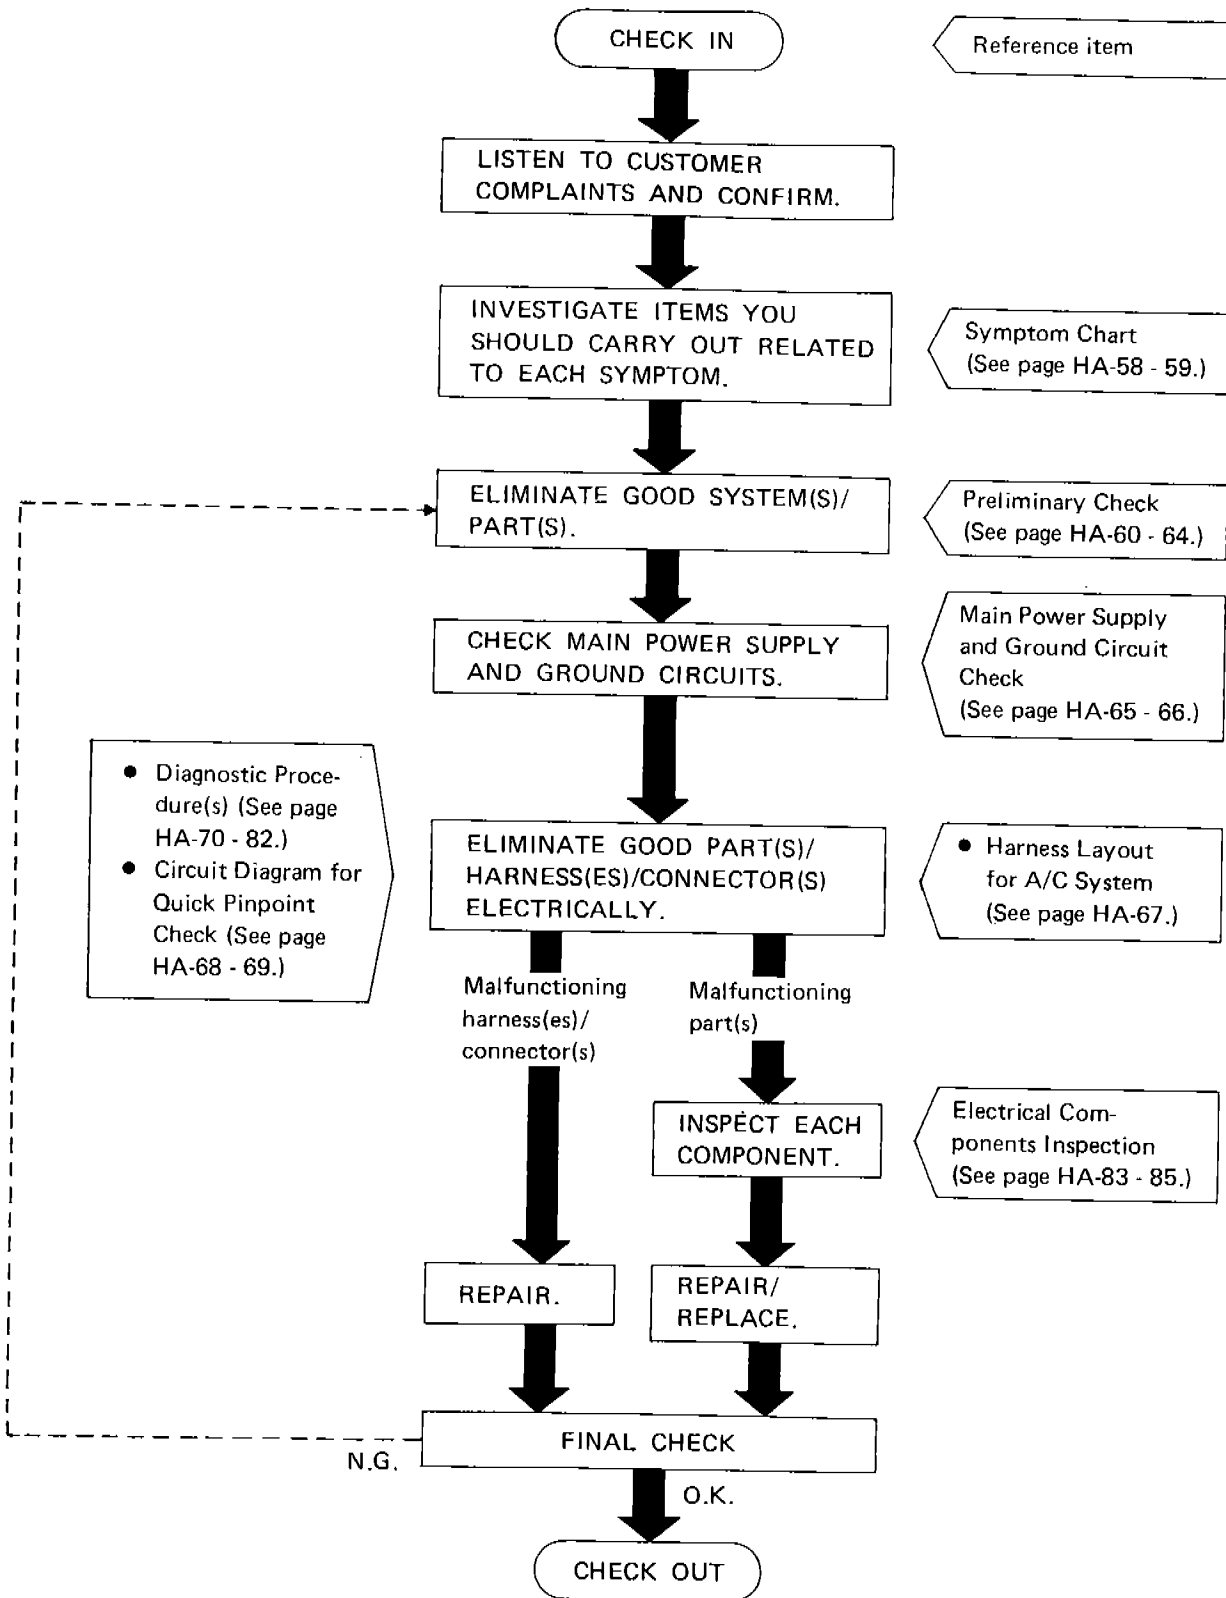 CHECK IN
Reference item
LISTEN TO CUSTOMER
COMPLAINTS AND CONFIRM.
INVESTIGATE ITEMS YOU
SHOULD CARRY OUT RELATED
TO EACH SYMPTOM.
Symptom Chart
(See page HA-58 - 59.)
ELIMINATE GOOD SYSTEM(S)/
PART(S).
Preliminary Check
(See page HA-60 - 64.)
CHECK MAIN POWER SUPPLY
AND GROUND CIRCUITS.
Main Power Supply
and Ground Circuit
Check
(See page HA-65 - 66.)
● Diagnostic Proce-
dure(s) (See page
HA-70 - 82.)
● Circuit Diagram for
Quick Pinpoint
Check (See page
HA-68 - 69.)
ELIMINATE GOOD PART(S)/
HARNESS(ES)/CONNECTOR(S)
ELECTRICALLY.
● Harness Layout
for A/C System
(See page HA-67.)
Malfunctioning
harness(es)/
connector(s)
Malfunctioning
part(s)
INSPECT EACH
COMPONENT.
Electrical Com-
ponents Inspection
(See page HA-83 - 85.)
REPAIR.
REPAIR/
REPLACE.
FINAL CHECK
N.G.
O.K.
CHECK OUT